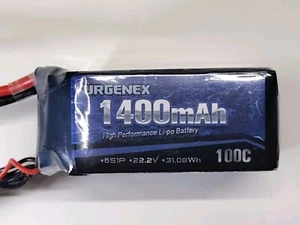 URGENEX
1400mAh
High Performance Li-po Battery
•6S1P •22.2V •31.08Wh
100C